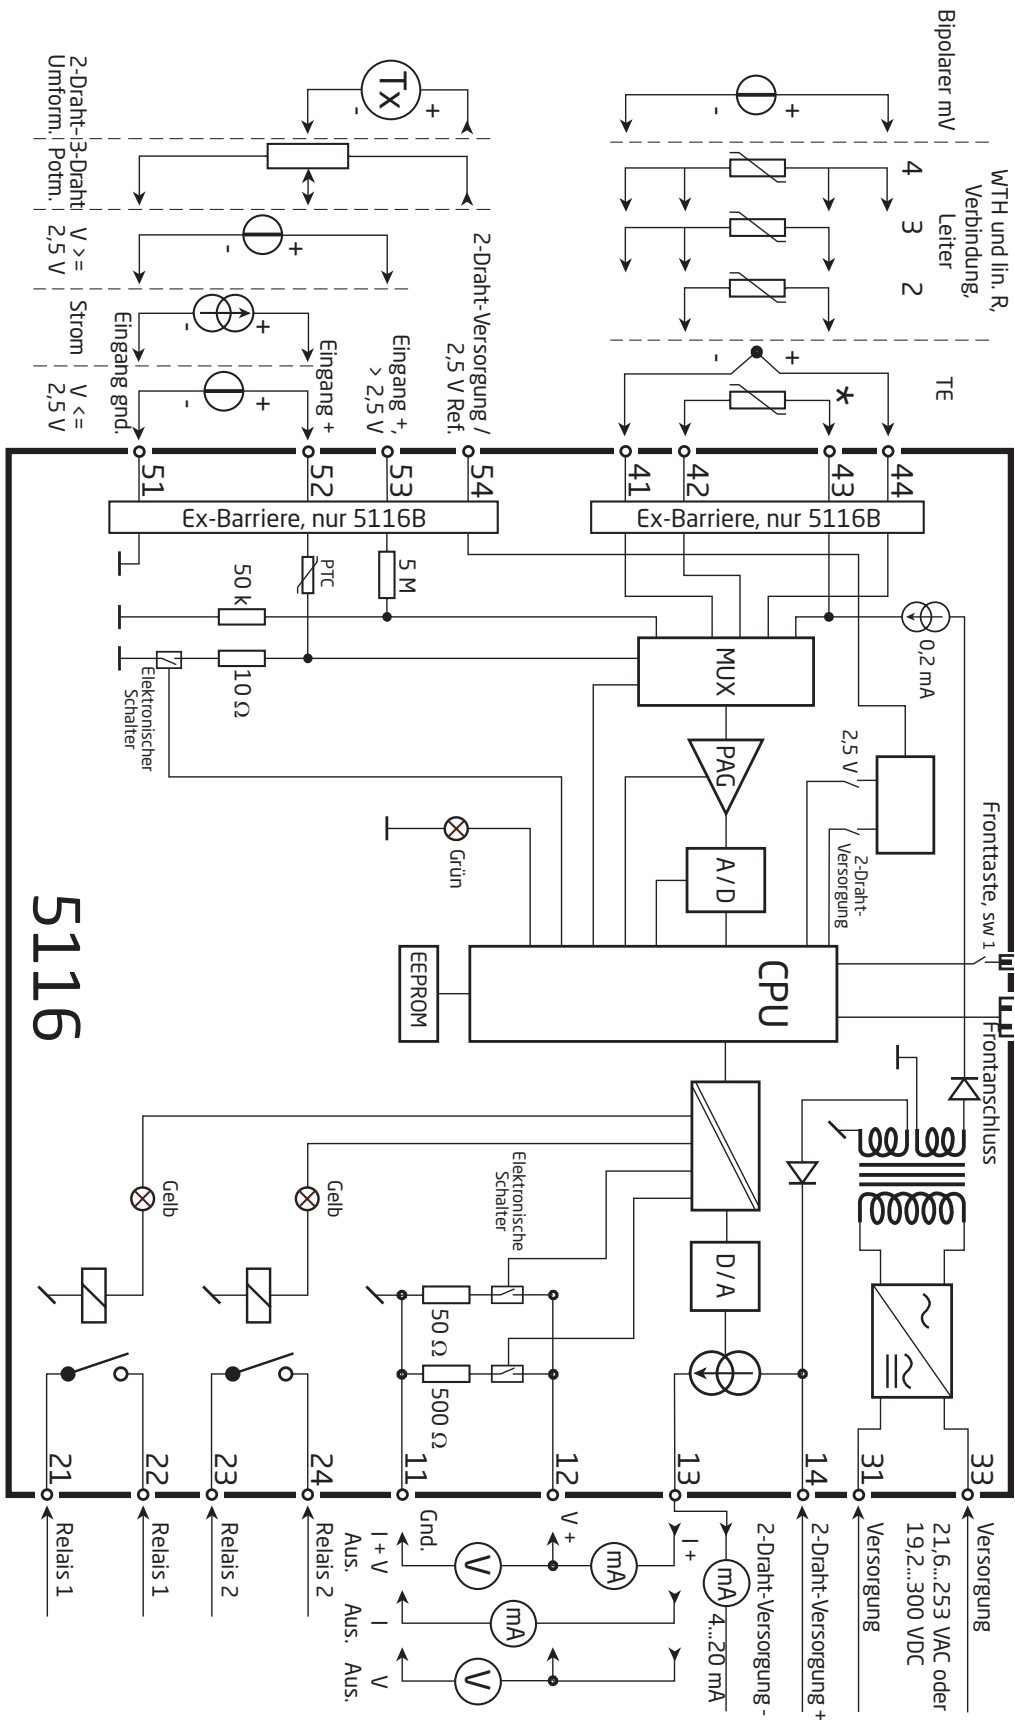 Bipolarer mV
WTH und lin. R,
Verbindung,
Leiter
4
3
2
TE
+
-
+
-
*
2-Draht-
Umform.
3-Draht
Potm.
V >=
2,5 V
Strom
V <=
2,5 V
Tx
+
-
+
-
+
-
+
-
Eingang gnd.
Eingang +
Eingang +,
> 2,5 V
2-Draht-Versorgung /
2,5 V Ref.
51
52
53
54
41
42
43
44
Ex-Barriere, nur 5116B
Ex-Barriere, nur 5116B
PTC
5 M
50 k
10 Ω
Elektronischer
Schalter
MUX
0,2 mA
PAG
2,5 V
2-Draht-
Versorgung
A/D
Grün
Fronttaste, sw 1
Frontanschluss
CPU
EEPROM
5116
Gelb
Gelb
Elektronische
Schalter
D/A
50 Ω
500 Ω
21
22
23
24
11
12
13
14
31
33
Relais 1
Relais 1
Relais 2
Relais 2
Gnd.
V +
I +
I + V
Aus.
I
Aus.
V
Aus.
V
mA
mA
V
mA
4...20 mA
2-Draht-Versorgung -
2-Draht-Versorgung +
Versorgung
21,6...253 VAC oder
19,2...300 VDC
Versorgung